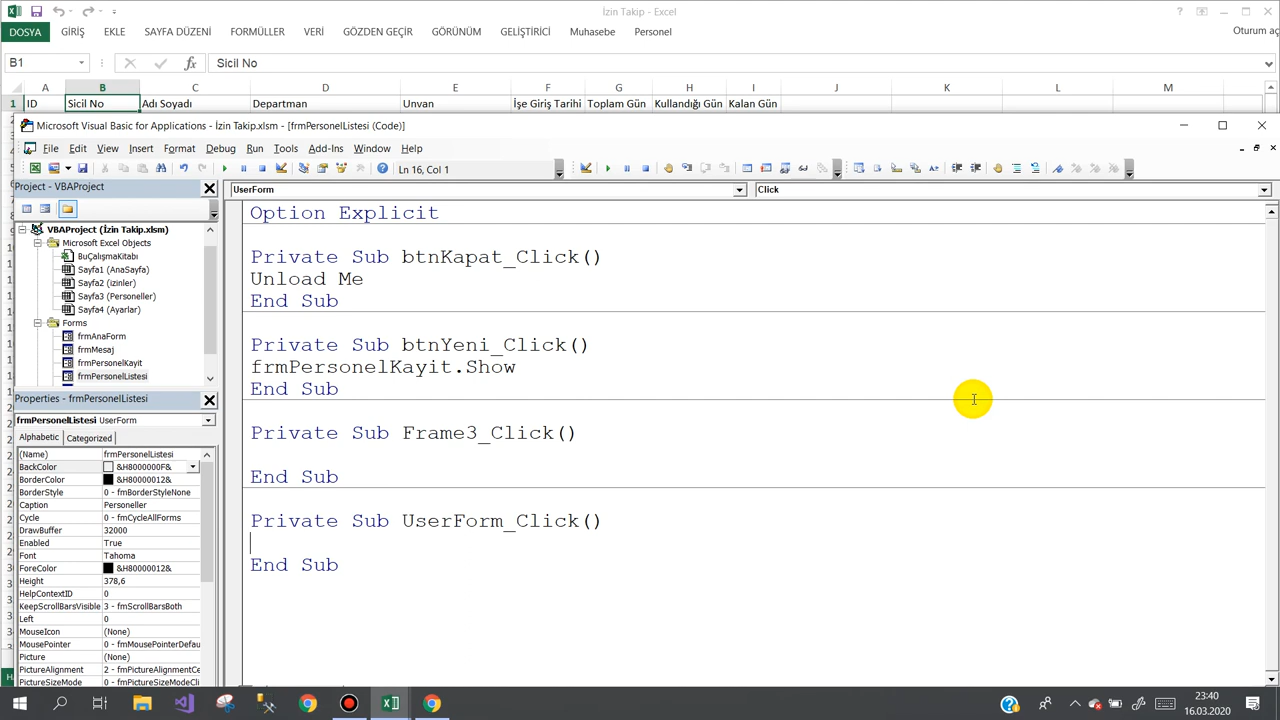 İzin Takip - Excel
Oturum aç
DOSYA GİRİŞ EKLE SAYFA DÜZENİ FORMÜLLER VERİ GÖZDEN GEÇİR GÖRÜNÜM GELİŞTİRİCİ Muhasebe Personel
B1 fx Sicil No
A B C D E F G H I J K L M
1 ID Sicil No Adı Soyadı Departman Unvan İşe Giriş Tarihi Toplam Gün Kullandığı Gün Kalan Gün
Microsoft Visual Basic for Applications - İzin Takip.xlsm - [frmPersonelListesi (Code)]
File Edit View Insert Format Debug Run Tools Add-Ins Window Help
Ln 16, Col 1
Project - VBAProject
VBAProject (İzin Takip.xlsm)
Microsoft Excel Objects
BuÇalışmaKitabı
Sayfa1 (AnaSayfa)
Sayfa2 (izinler)
Sayfa3 (Personeller)
Sayfa4 (Ayarlar)
Forms
frmAnaForm
frmMesaj
frmPersonelKayit
frmPersonelListesi
Properties - frmPersonelListesi
frmPersonelListesi UserForm
Alphabetic Categorized
(Name) frmPersonelListesi
BackColor &H8000000F&
BorderColor &H80000012&
BorderStyle 0 - fmBorderStyleNone
Caption Personeller
Cycle 0 - fmCycleAllForms
DrawBuffer 32000
Enabled True
Font Tahoma
ForeColor &H80000012&
Height 378,6
HelpContextID 0
KeepScrollBarsVisible 3 - fmScrollBarsBoth
Left 0
MouseIcon (None)
MousePointer 0 - fmMousePointerDefau
Picture (None)
PictureAlignment 2 - fmPictureAlignmentCe
PictureSizeMode 0 - fmPictureSizeModeCli
UserForm Click
Option Explicit
Private Sub btnKapat_Click()
Unload Me
End Sub
Private Sub btnYeni_Click()
frmPersonelKayit.Show
End Sub
Private Sub Frame3_Click()
End Sub
Private Sub UserForm_Click()
End Sub
23:40
16.03.2020